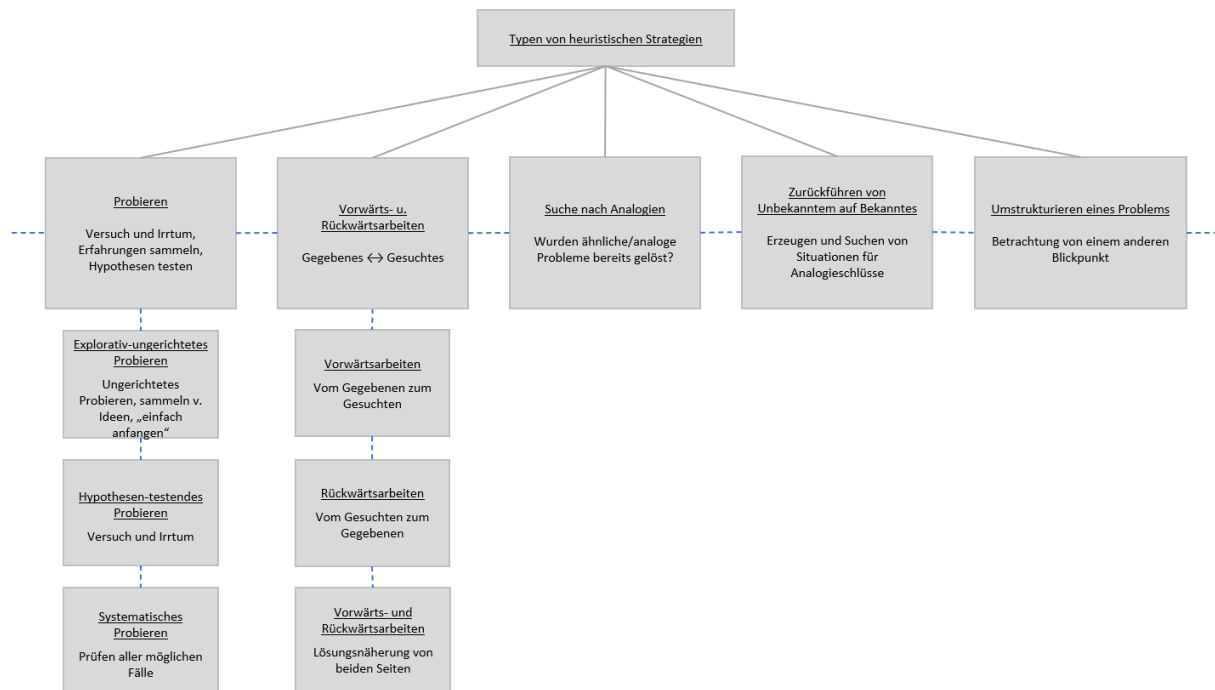 Typen von heuristischen Strategien
Probieren
Versuch und Irrtum,
Erfahrungen sammeln,
Hypothesen testen
Vorwärts- u.
Rückwärtsarbeiten
Gegebenes ↔ Gesuchtes
Suche nach Analogien
Wurden ähnliche/analoge
Probleme bereits gelöst?
Zurückführen von
Unbekanntem auf Bekanntes
Erzeugen und Suchen von
Situationen für
Analogieschlüsse
Umstrukturieren eines Problems
Betrachtung von einem anderen
Blickpunkt
Explorativ-ungerichtetes
Probieren
Ungerichtetes
Probieren, sammeln v.
Ideen, „einfach
anfangen“
Hypothesen-testendes
Probieren
Versuch und Irrtum
Systematisches
Probieren
Prüfen aller möglichen
Fälle
Vorwärtsarbeiten
Vom Gegebenen zum
Gesuchten
Rückwärtsarbeiten
Vom Gesuchten zum
Gegebenen
Vorwärts- und
Rückwärtsarbeiten
Lösungsnäherung von
beiden Seiten